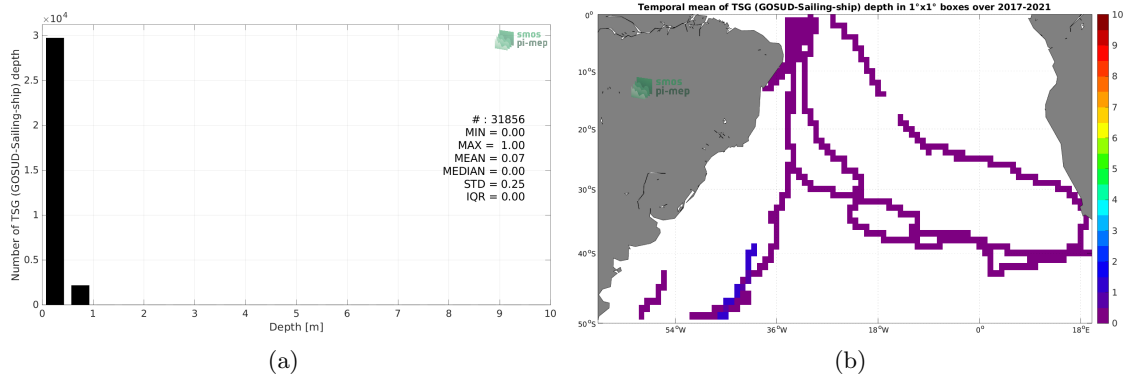 ×10⁴
3
2.5
2
1.5
1
0.5
0
Number of TSG (GOSUD-Sailing-ship) depth
smos
pi-mep
# : 31856
MIN = 0.00
MAX = 1.00
MEAN = 0.07
MEDIAN = 0.00
STD = 0.25
IQR = 0.00
0 1 2 3 4 5 6 7 8 9 10
Depth [m]
(a)
Temporal mean of TSG (GOSUD-Sailing-ship) depth in 1°x1° boxes over 2017-2021
smos
pi-mep
0°
10°S
20°S
30°S
40°S
50°S
54°W 36°W 18°W 0° 18°E
10
9
8
7
6
5
4
3
2
1
0
(b)